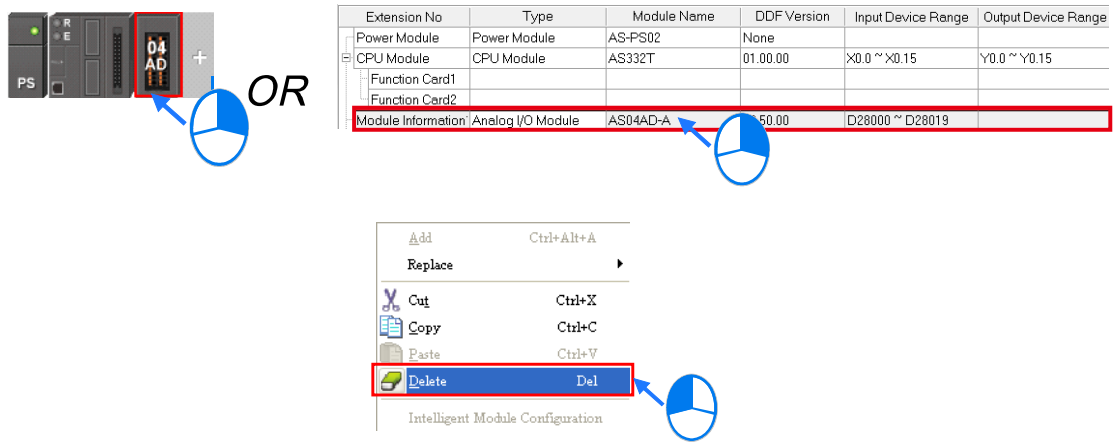 R
E
04
AD
PS
+
OR
Extension No Type Module Name DDF Version Input Device Range Output Device Range
Power Module Power Module AS-PS02 None
CPU Module CPU Module AS332T 01.00.00 X0.0 ~ X0.15 Y0.0 ~ Y0.15
Function Card1
Function Card2
Module Information Analog I/O Module AS04AD-A .50.00 D28000 ~ D28019
Add Ctrl+Alt+A
Replace
Cut Ctrl+X
Copy Ctrl+C
Paste Ctrl+V
Delete Del
Intelligent Module Configuration